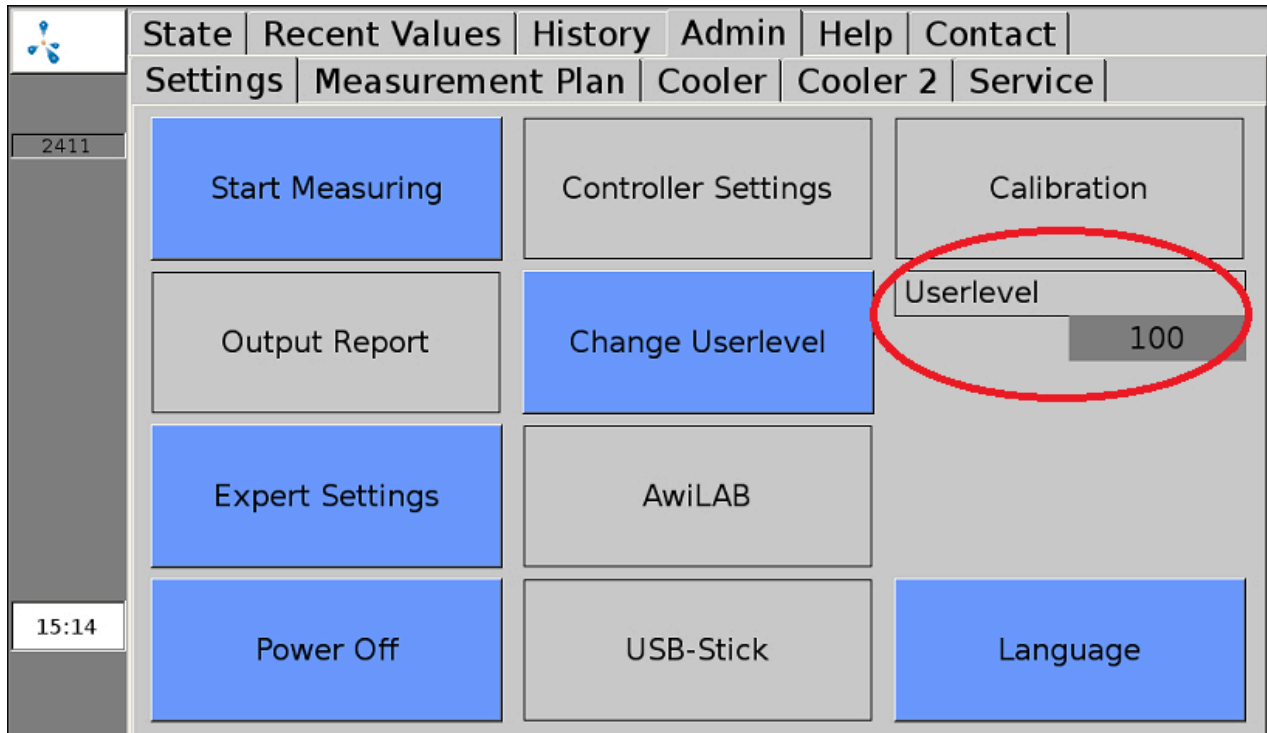 State Recent Values History Admin Help Contact
Settings Measurement Plan Cooler Cooler 2 Service
2411
Start Measuring Controller Settings Calibration
Userlevel
100
Output Report Change Userlevel
Expert Settings AwiLAB
15:14
Power Off USB-Stick Language